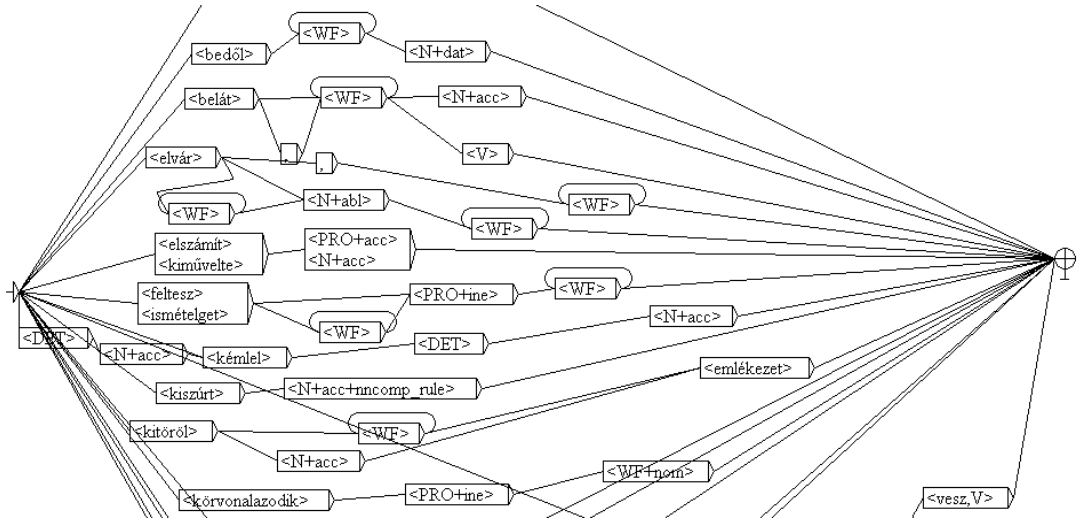 <WF>
<bedől>
<N+dat>
<belát>
<WF>
<N+acc>
,
,
<V>
<elvár>
<WF>
<N+abl>
<WF>
<WF>
<elszámít>
<kiművelte>
<PRO+acc>
<N+acc>
<feltesz>
<ismételget>
<WF>
<PRO+ine>
<WF>
<DET>
<N+acc>
<kémlel>
<DET>
<N+acc>
<kiszúrt>
<N+acc+nncomp_rule>
<emlékezet>
<kitöröl>
<WF>
<N+acc>
<körvonalazodik>
<PRO+ine>
<WF+nom>
<vesz,V>